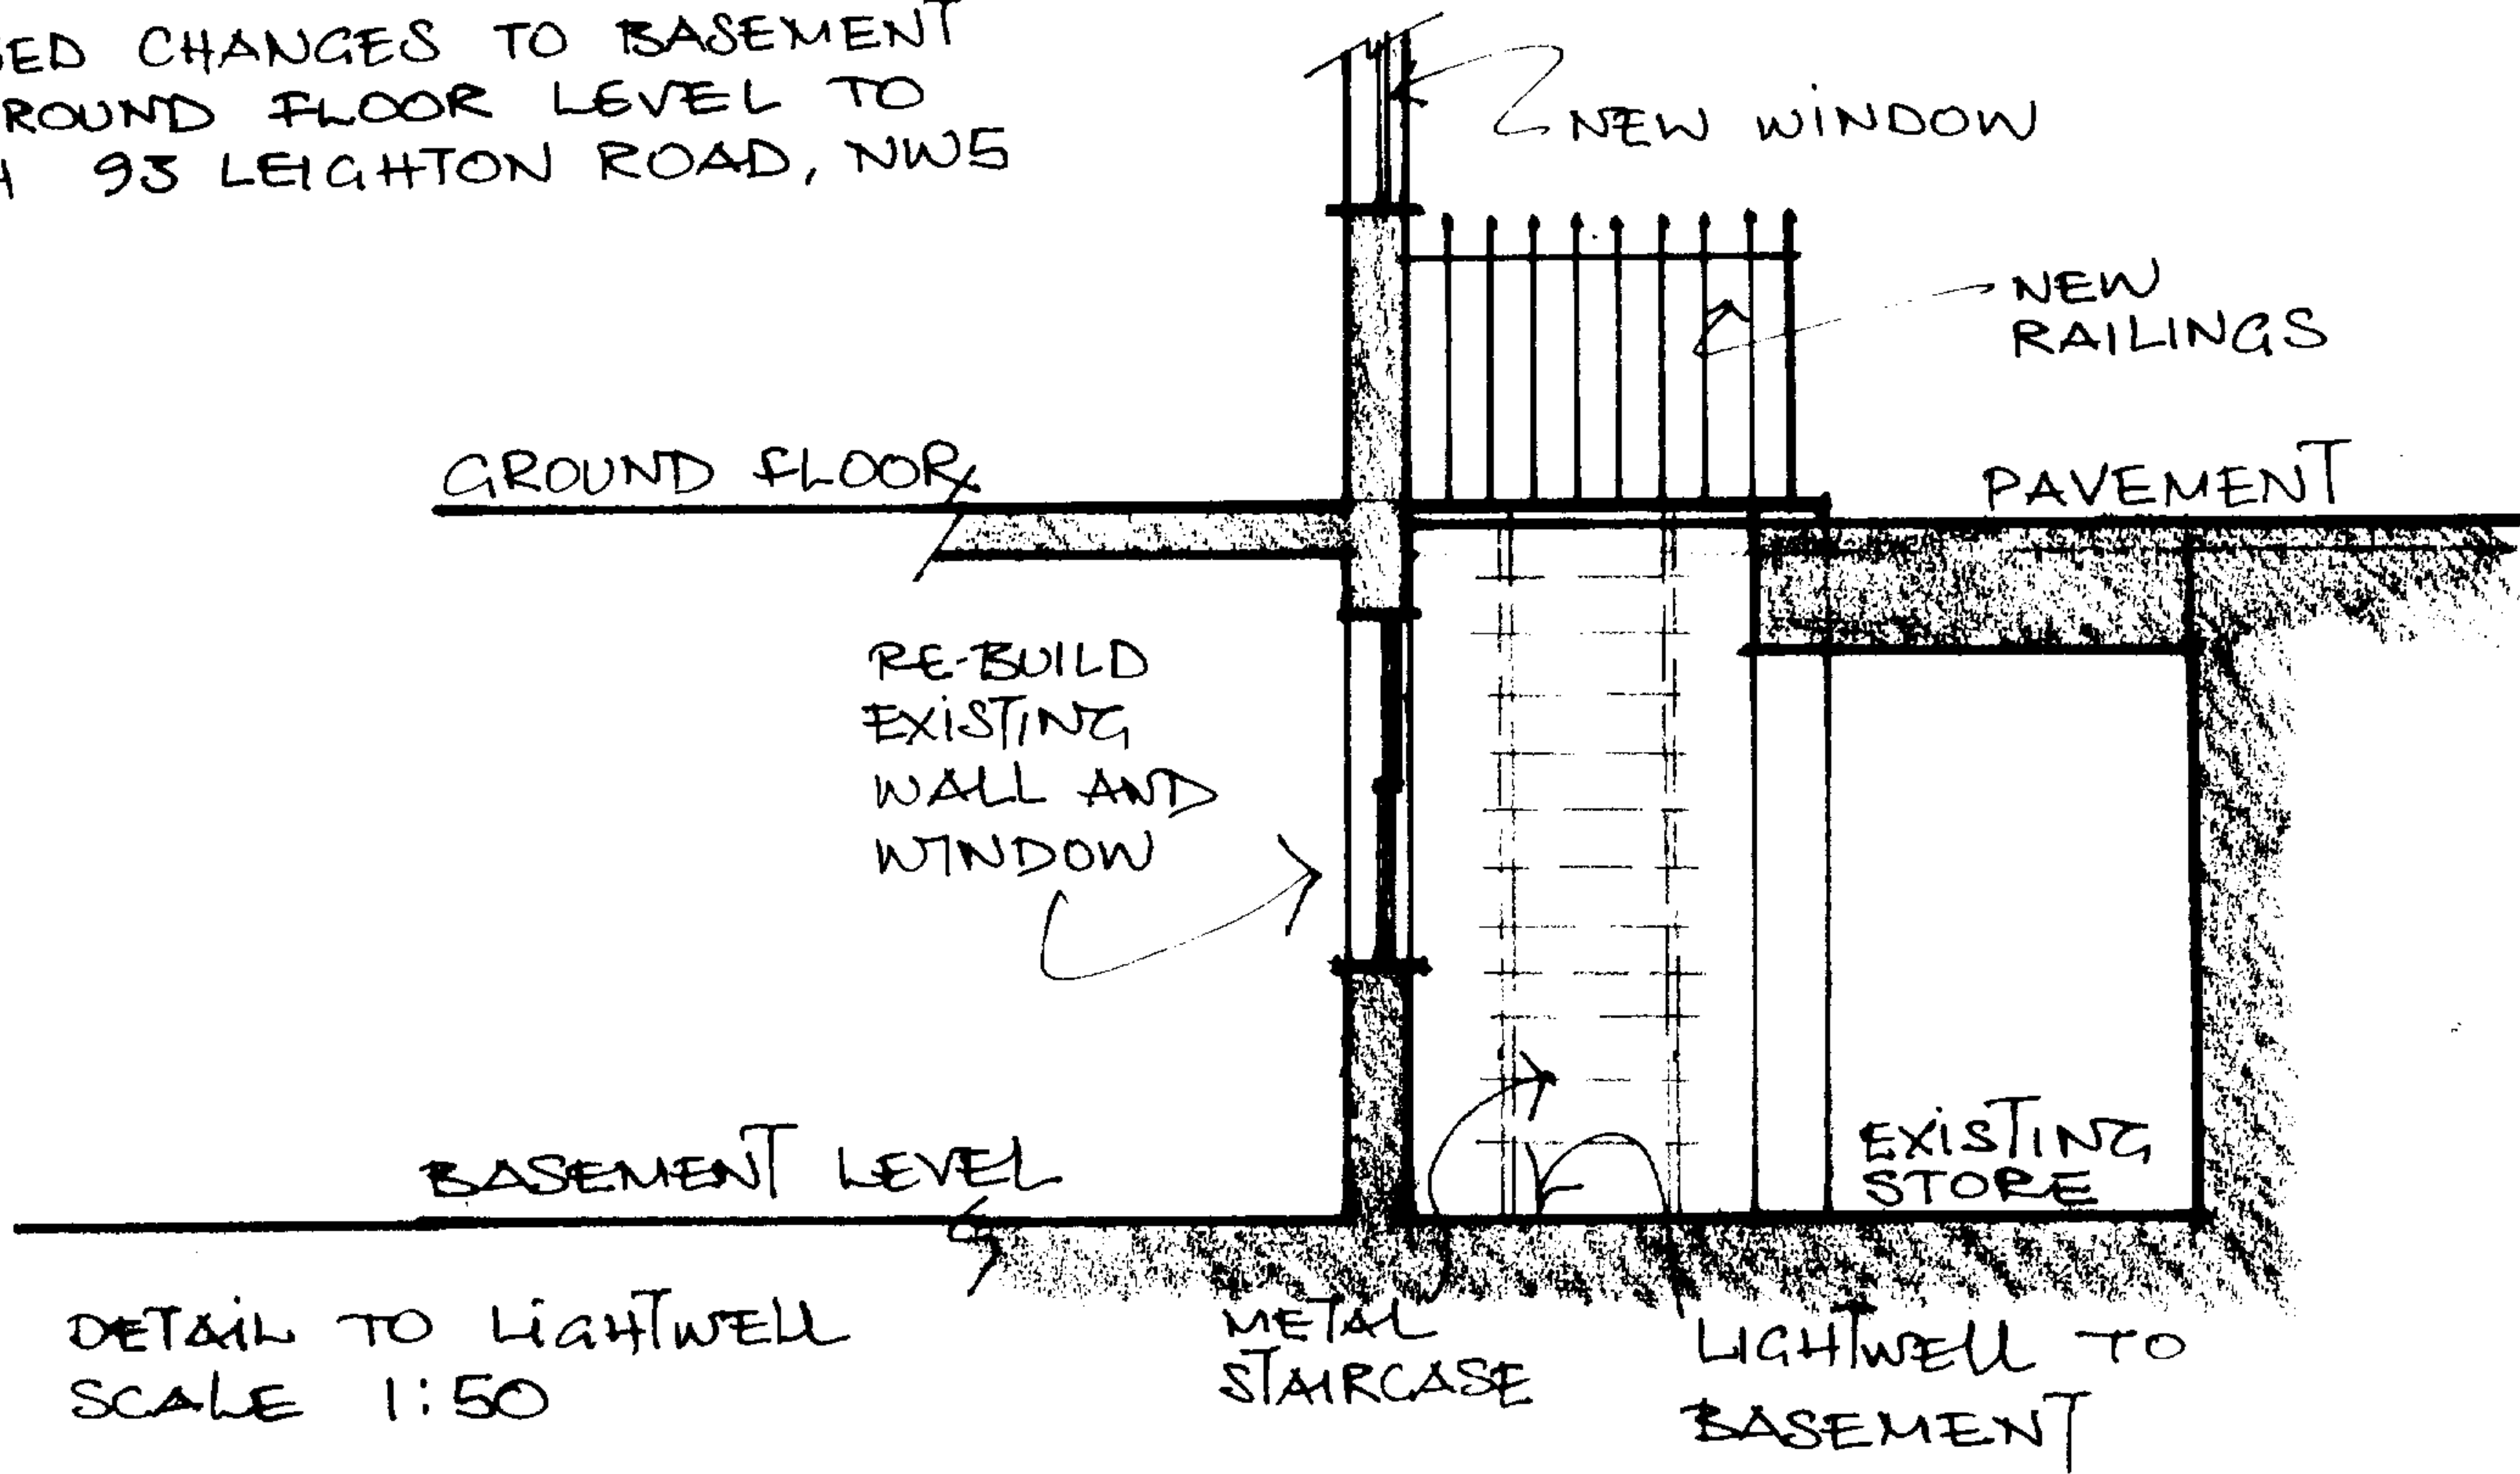 CHANGES TO BASEMENT
FLOOR LEVEL TO
93 LEIGHTON ROAD, NW5
NEW WINDOW
NEW
RAILINGS
GROUND FLOOR
PAVEMENT
RE-BUILD
EXISTING
WALL AND
WINDOW
BASEMENT LEVEL
EXISTING
STORE
DETAIL TO LIGHTWELL
SCALE 1:50
METAL
STAIRCASE
LIGHTWELL TO
BASEMENT